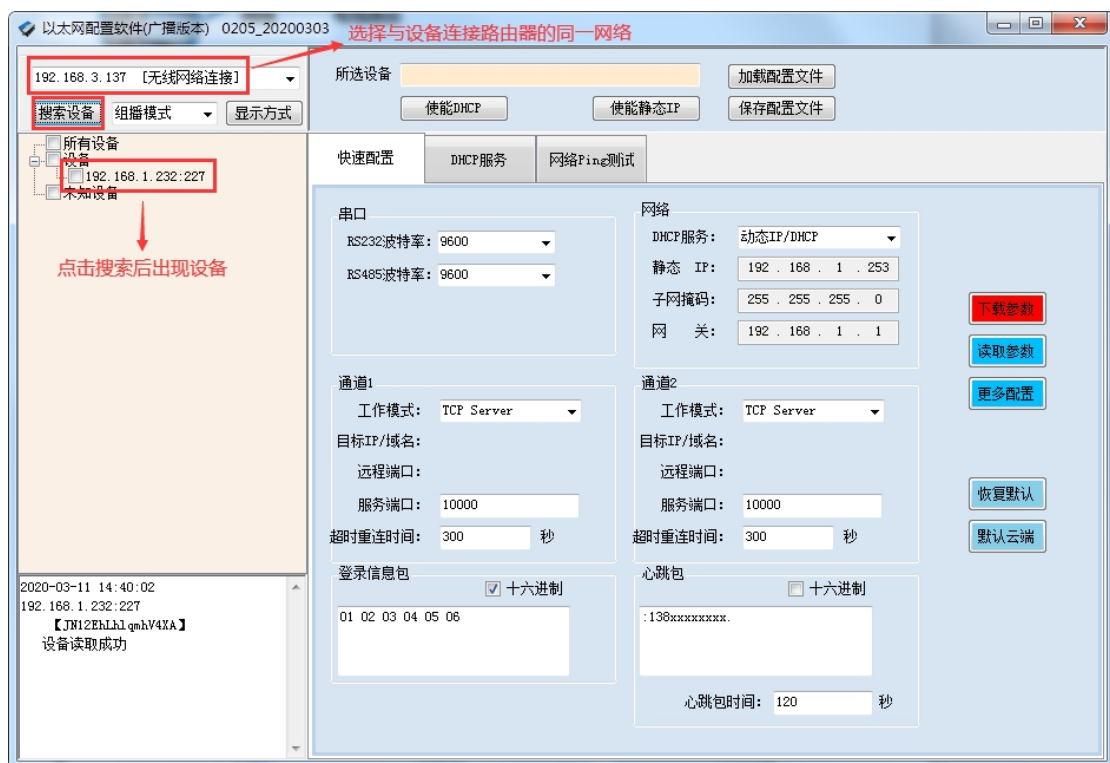 以太网配置软件(广播版本) 0205_20200303
选择与设备连接路由器的同一网络
192.168.3.137 [无线网络连接]
搜索设备 组播模式 显示方式
所选设备 加载配置文件
使能DHCP 使能静态IP 保存配置文件
所有设备
设备
192.168.1.232:227
未知设备
点击搜索后出现设备
快速配置 DHCP服务 网络Ping测试
串口
RS232波特率: 9600
RS485波特率: 9600
网络
DHCP服务: 动态IP/DHCP
静态 IP: 192 . 168 . 1 . 253
子网掩码: 255 . 255 . 255 . 0
网 关: 192 . 168 . 1 . 1
下载参数
读取参数
更多配置
恢复默认
默认云端
通道1
工作模式: TCP Server
目标IP/域名:
远程端口:
服务端口: 10000
超时重连时间: 300 秒
通道2
工作模式: TCP Server
目标IP/域名:
远程端口:
服务端口: 10000
超时重连时间: 300 秒
登录信息包
十六进制
01 02 03 04 05 06
心跳包
十六进制
:138xxxxxxxx.
心跳包时间: 120 秒
2020-03-11 14:40:02
192.168.1.232:227
【JN12EhLhlqmhV4XA】
设备读取成功